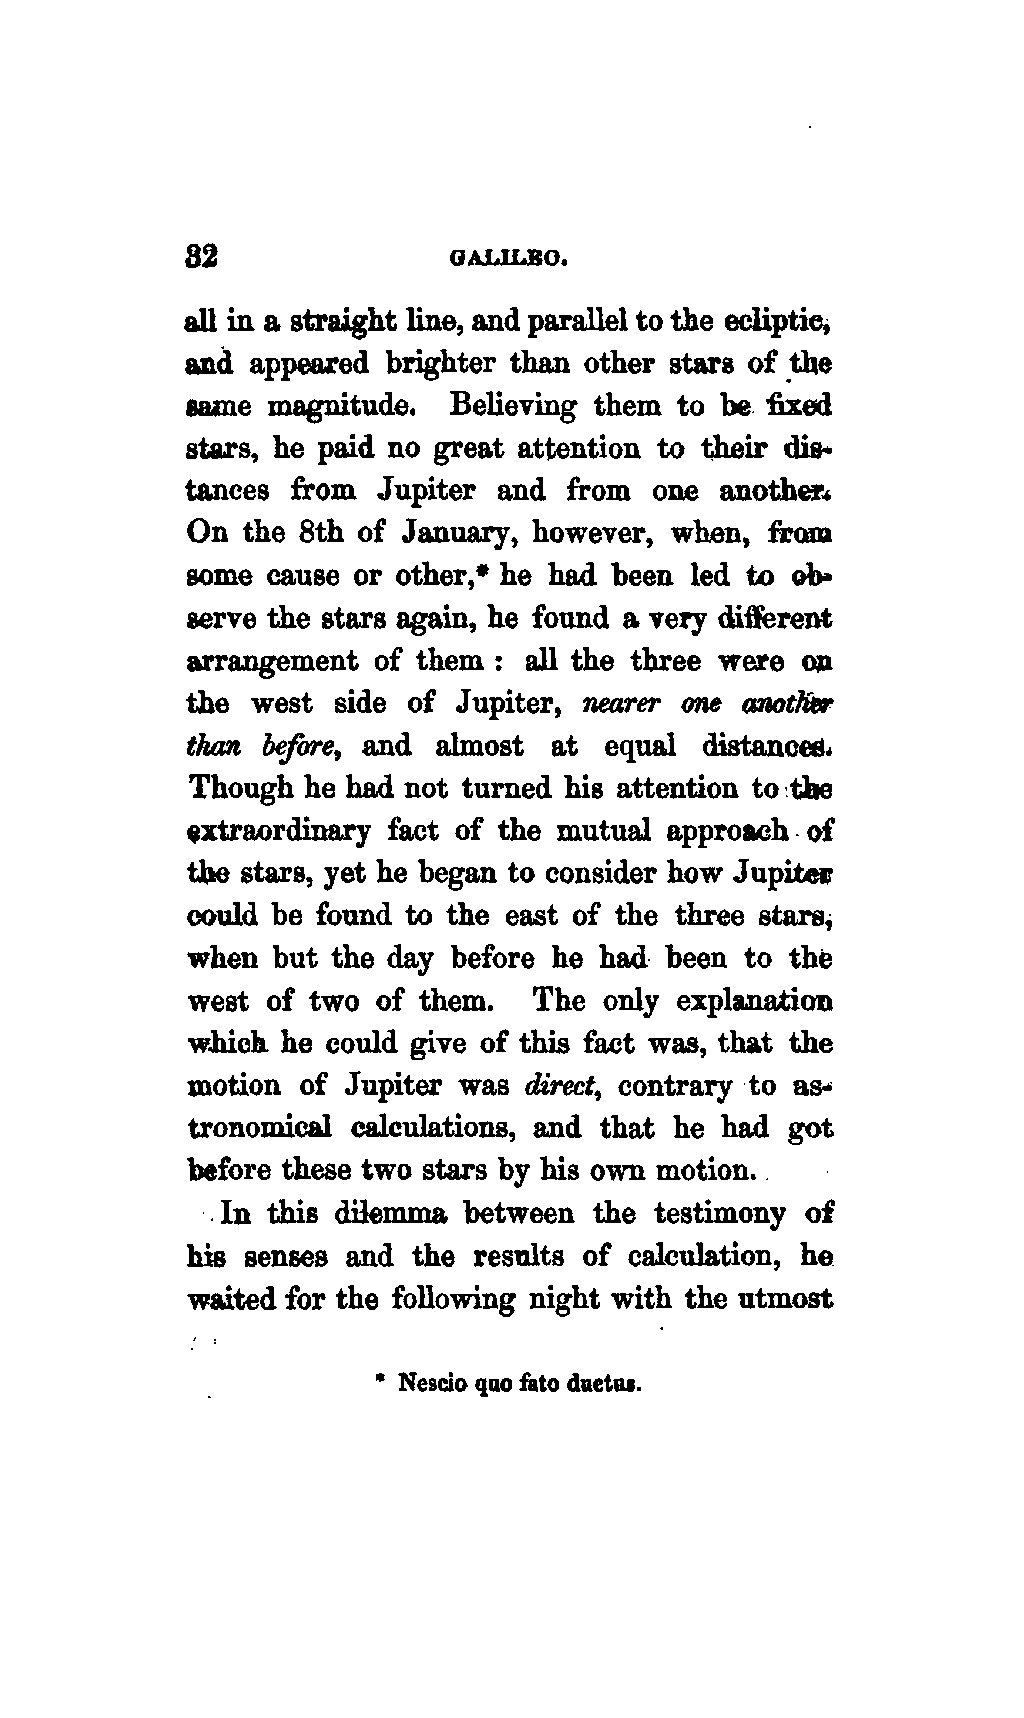 32 GALILEO.
all in a straight line, and parallel to the ecliptic,
and appeared brighter than other stars of the
same magnitude. Believing them to be fixed
stars, he paid no great attention to their dis-
tances from Jupiter and from one another.
On the 8th of January, however, when, from
some cause or other,* he had been led to ob-
serve the stars again, he found a very different
arrangement of them : all the three were on
the west side of Jupiter, nearer one another
than before, and almost at equal distances.
Though he had not turned his attention to the
extraordinary fact of the mutual approach of
the stars, yet he began to consider how Jupiter
could be found to the east of the three stars,
when but the day before he had been to the
west of two of them. The only explanation
which he could give of this fact was, that the
motion of Jupiter was direct, contrary to as-
tronomical calculations, and that he had got
before these two stars by his own motion.
In this dilemma between the testimony of
his senses and the results of calculation, he
waited for the following night with the utmost
* Nescio quo fato ductus.